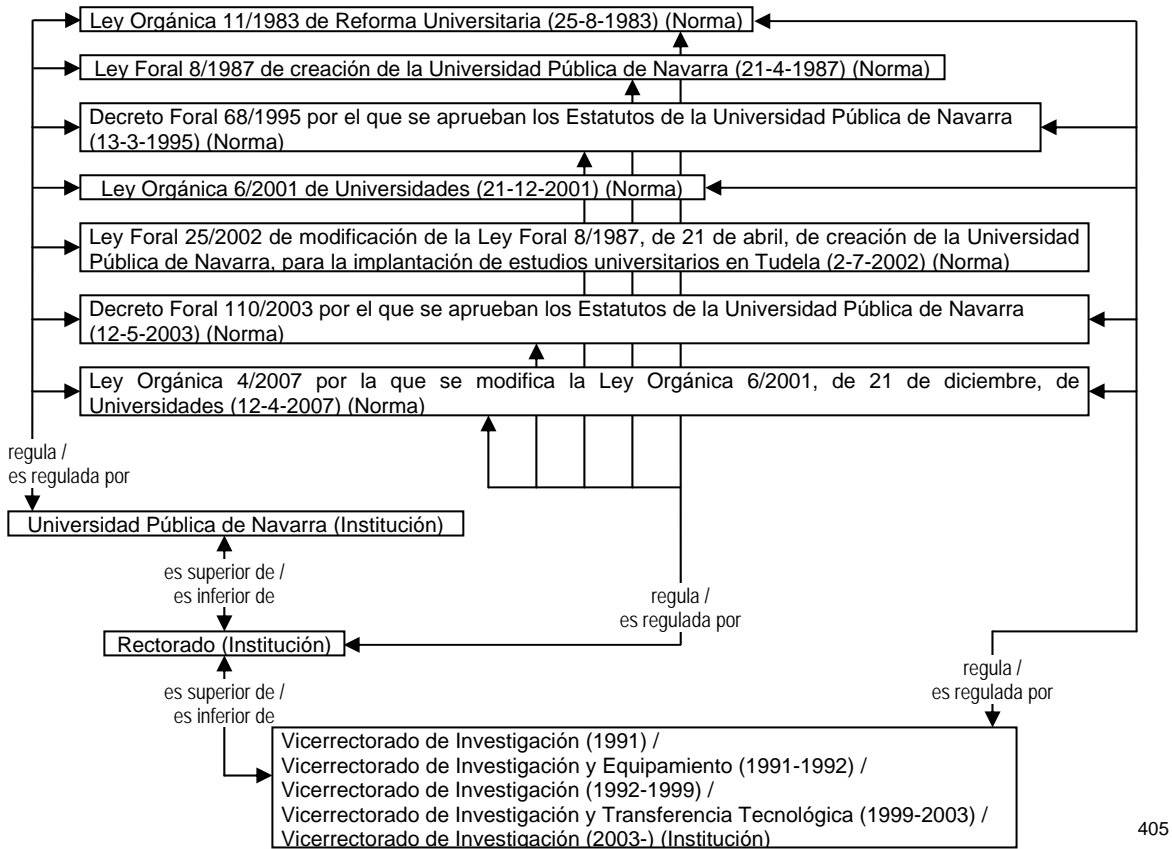 Ley Orgánica 11/1983 de Reforma Universitaria (25-8-1983) (Norma)
Ley Foral 8/1987 de creación de la Universidad Pública de Navarra (21-4-1987) (Norma)
Decreto Foral 68/1995 por el que se aprueban los Estatutos de la Universidad Pública de Navarra
(13-3-1995) (Norma)
Ley Orgánica 6/2001 de Universidades (21-12-2001) (Norma)
Ley Foral 25/2002 de modificación de la Ley Foral 8/1987, de 21 de abril, de creación de la Universidad
Pública de Navarra, para la implantación de estudios universitarios en Tudela (2-7-2002) (Norma)
Decreto Foral 110/2003 por el que se aprueban los Estatutos de la Universidad Pública de Navarra
(12-5-2003) (Norma)
Ley Orgánica 4/2007 por la que se modifica la Ley Orgánica 6/2001, de 21 de diciembre, de
Universidades (12-4-2007) (Norma)
regula /
es regulada por
Universidad Pública de Navarra (Institución)
es superior de /
es inferior de
regula /
es regulada por
Rectorado (Institución)
regula /
es regulada por
es superior de /
es inferior de
Vicerrectorado de Investigación (1991) /
Vicerrectorado de Investigación y Equipamiento (1991-1992) /
Vicerrectorado de Investigación (1992-1999) /
Vicerrectorado de Investigación y Transferencia Tecnológica (1999-2003) /
Vicerrectorado de Investigación (2003-) (Institución)
405